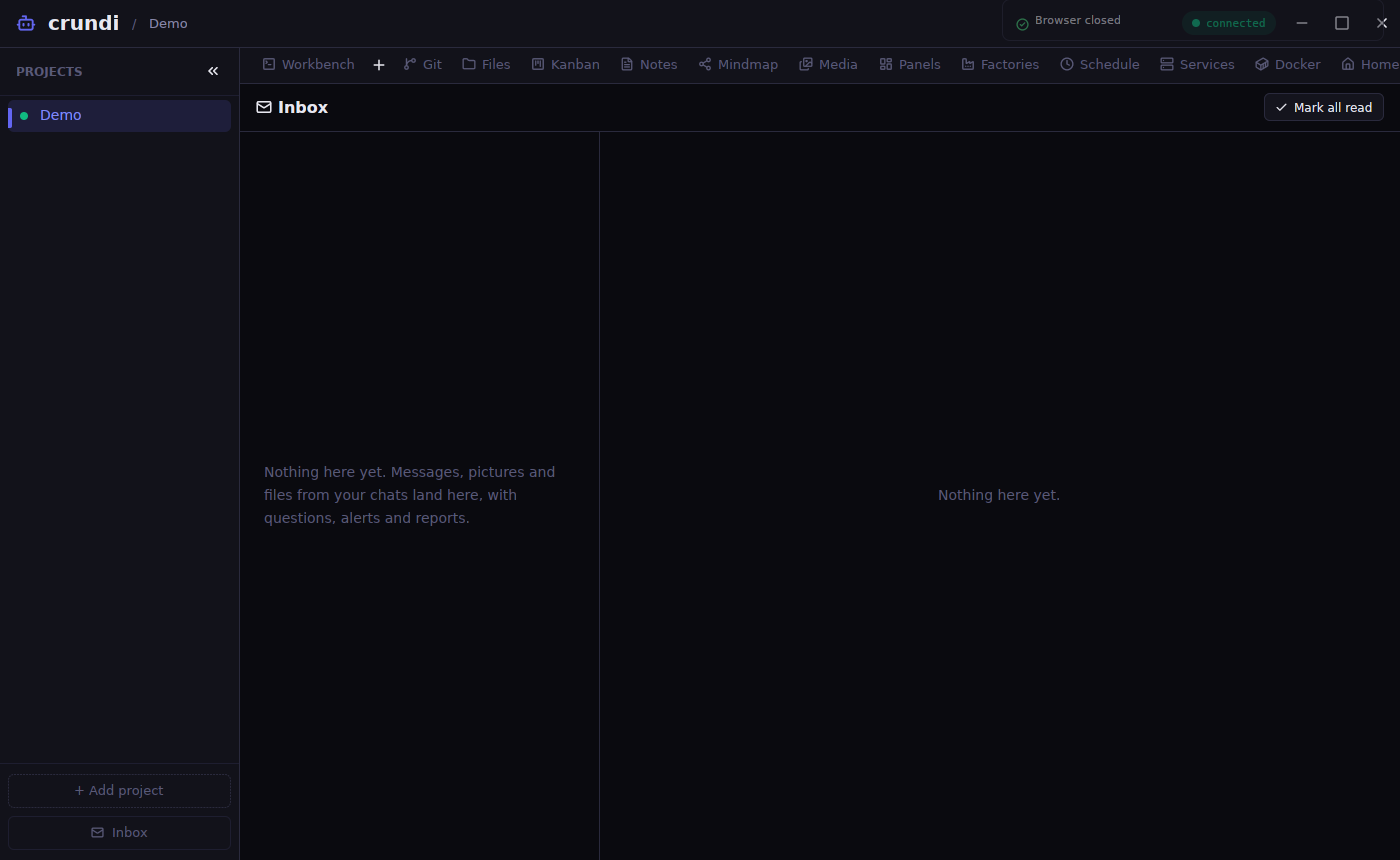 crundi / Demo
Browser closed
connected
PROJECTS
Workbench
Git
Files
Kanban
Notes
Mindmap
Media
Panels
Factories
Schedule
Services
Docker
Home
Demo
Inbox
Mark all read
Nothing here yet. Messages, pictures and
files from your chats land here, with
questions, alerts and reports.
Nothing here yet.
+ Add project
Inbox